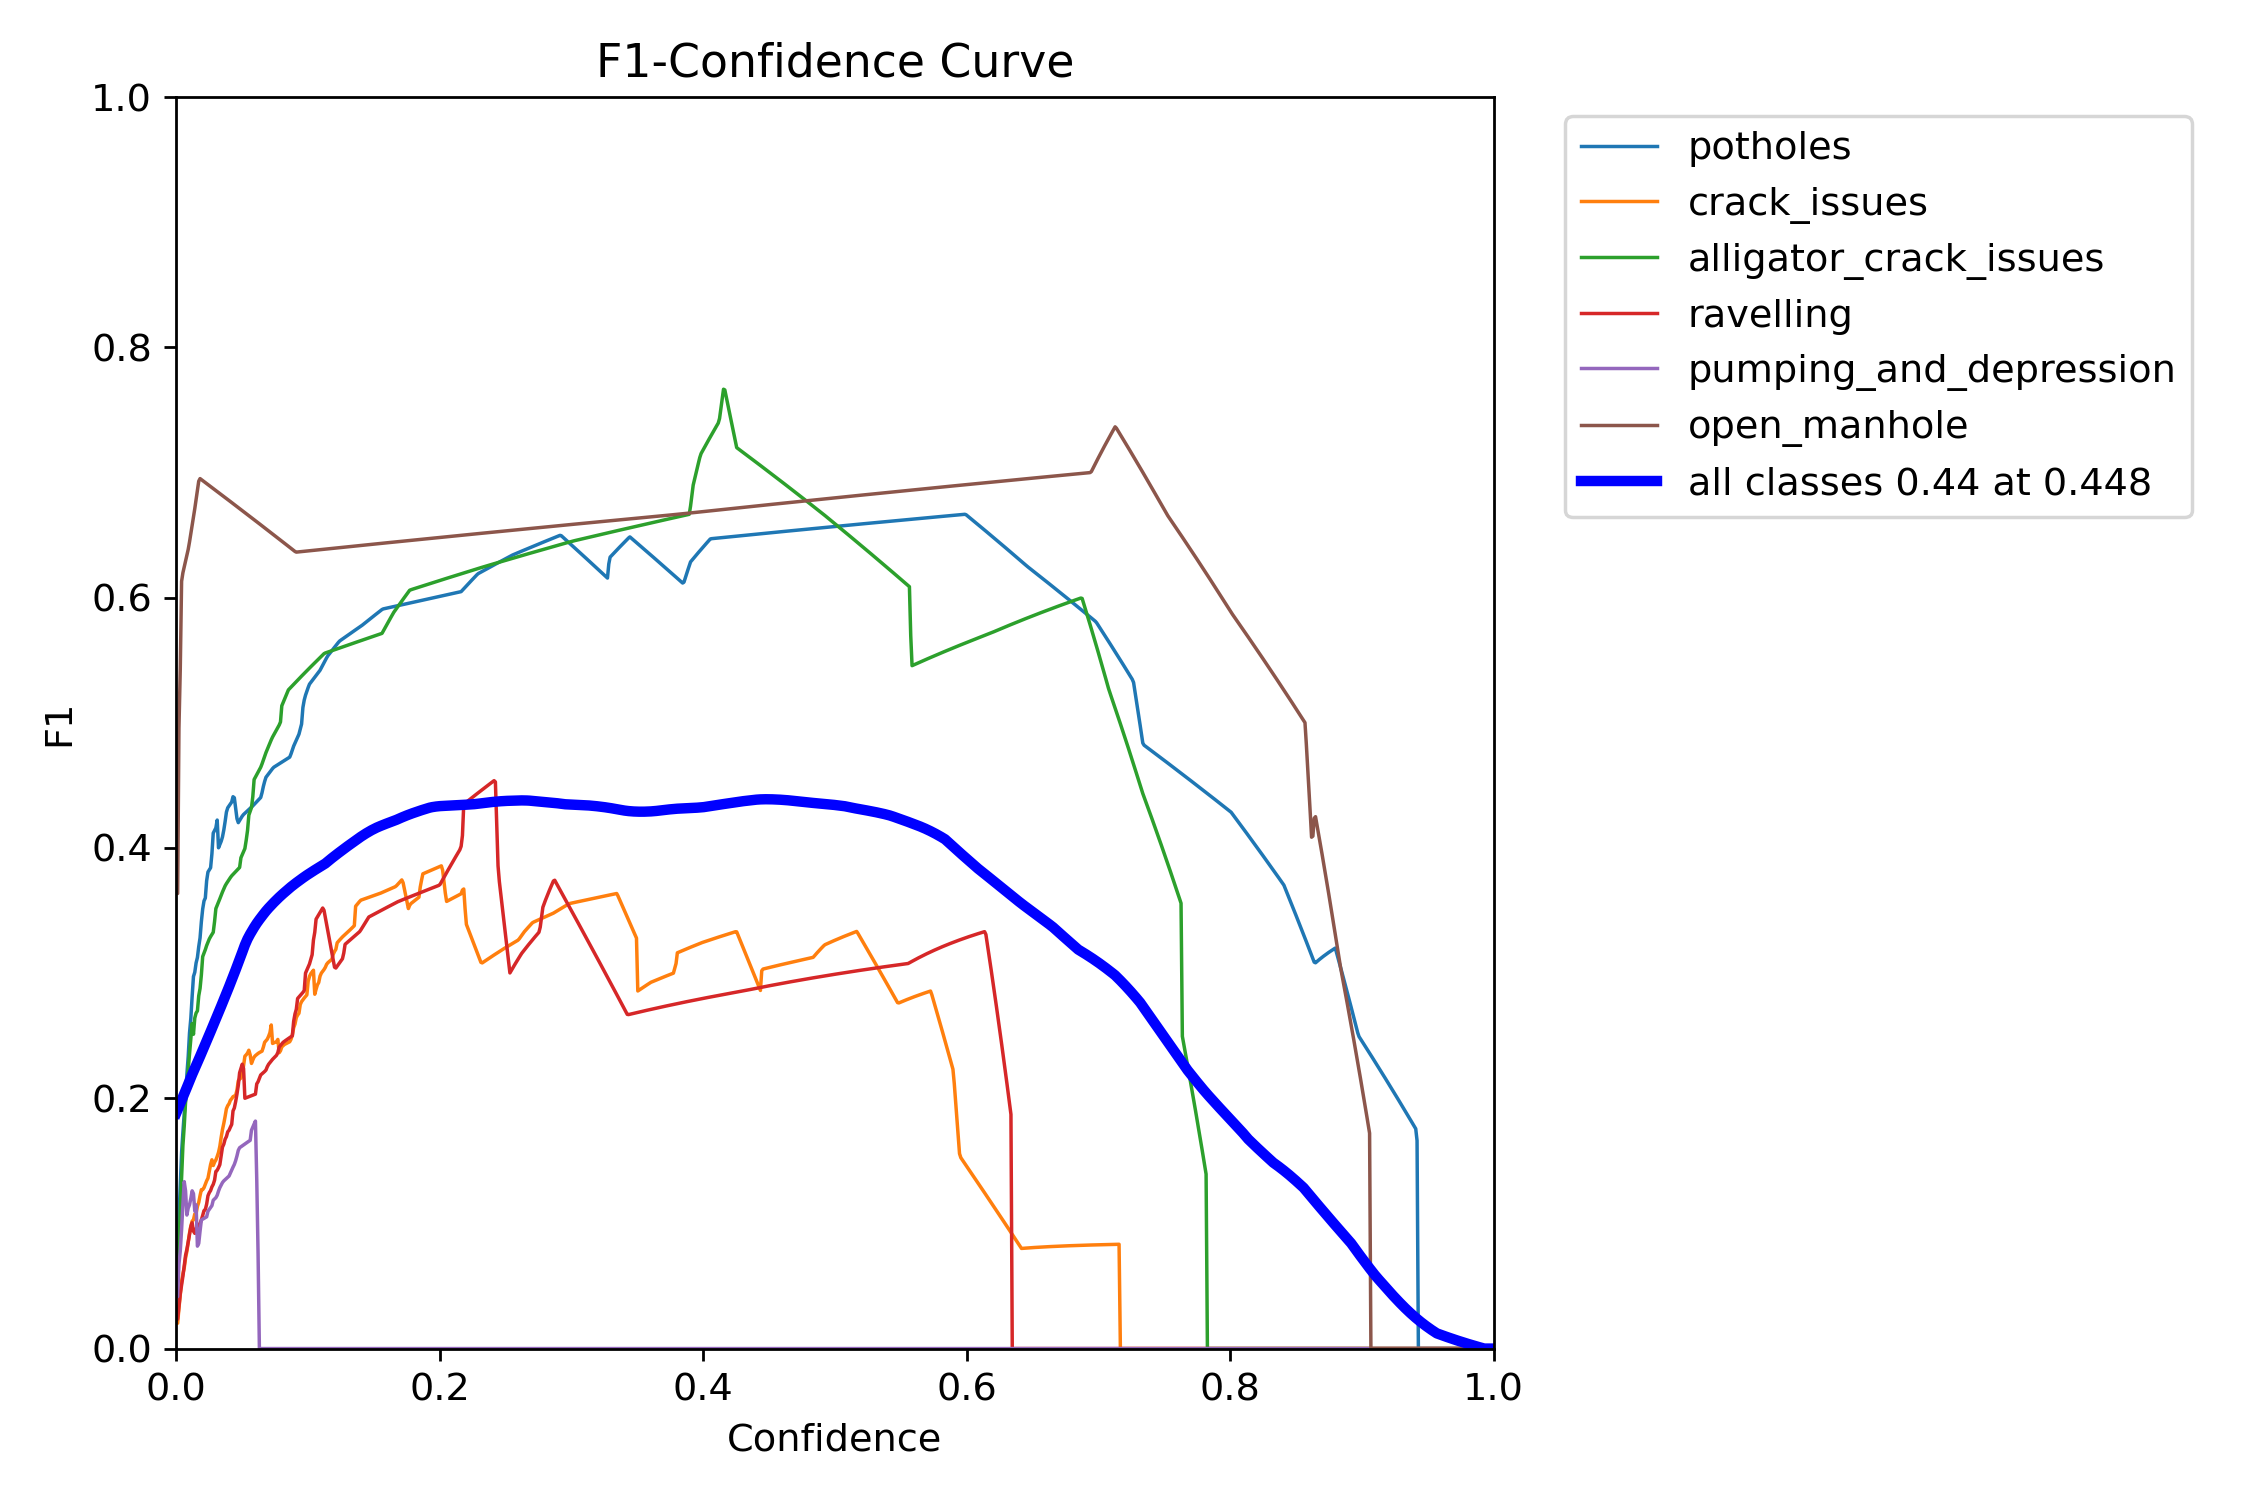 F1-Confidence Curve
1.0
0.8
0.6
0.4
0.2
0.0
F1
0.0 0.2 0.4 0.6 0.8 1.0
Confidence
potholes
crack_issues
alligator_crack_issues
ravelling
pumping_and_depression
open_manhole
all classes 0.44 at 0.448